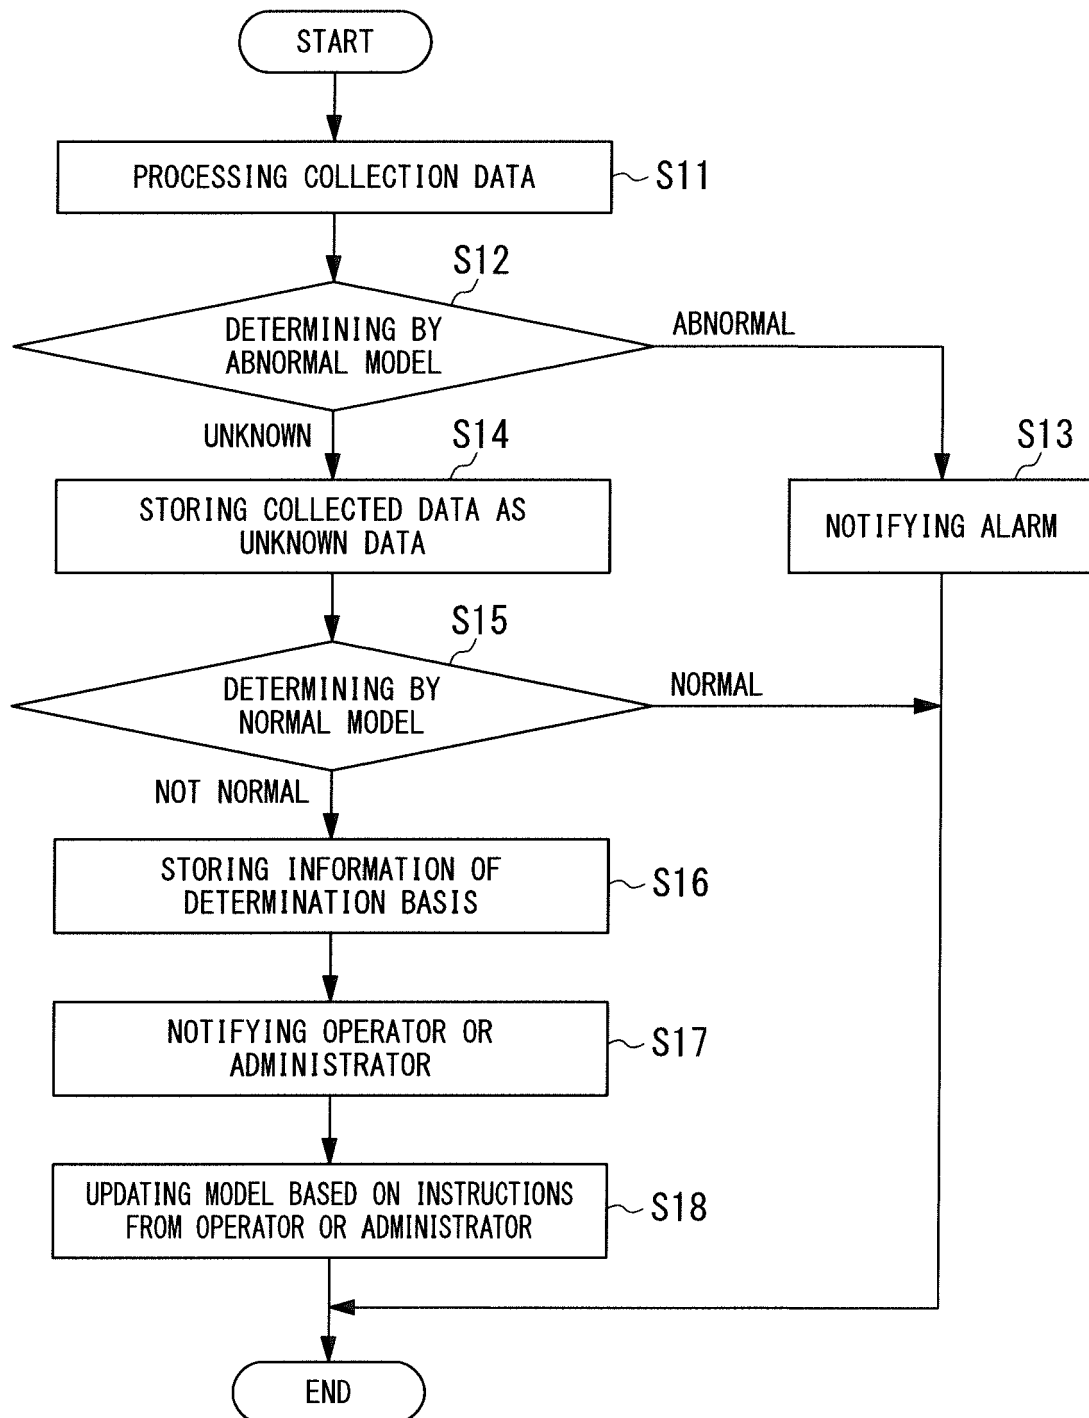 START
PROCESSING COLLECTION DATA
S11
S12
DETERMINING BY
ABNORMAL MODEL
ABNORMAL
UNKNOWN
S14
STORING COLLECTED DATA AS
UNKNOWN DATA
S13
NOTIFYING ALARM
S15
DETERMINING BY
NORMAL MODEL
NORMAL
NOT NORMAL
STORING INFORMATION OF
DETERMINATION BASIS
S16
NOTIFYING OPERATOR OR
ADMINISTRATOR
S17
UPDATING MODEL BASED ON INSTRUCTIONS
FROM OPERATOR OR ADMINISTRATOR
S18
END